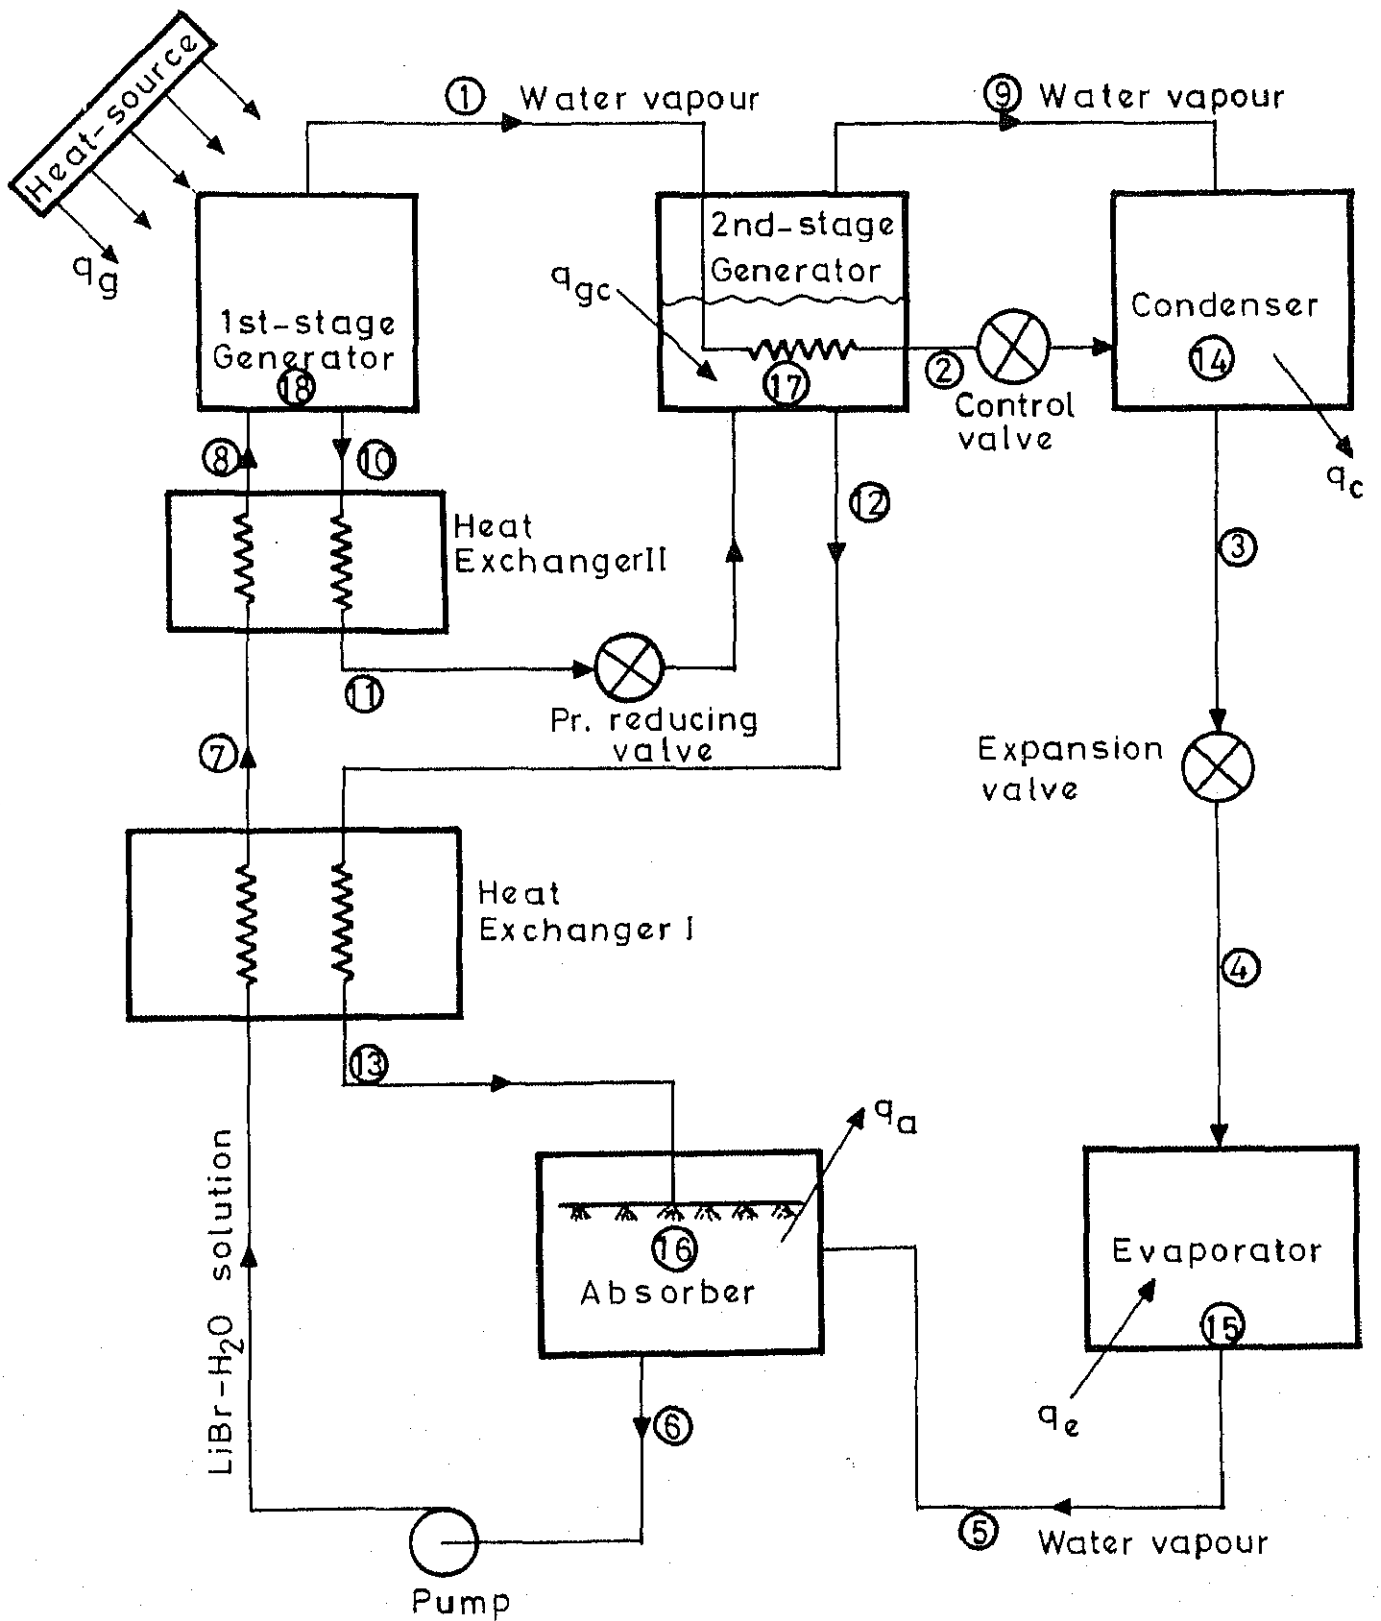 Heat-source
q_g
1 Water vapour
9 Water vapour
1st-stage
Generator
18
2nd-stage
Generator
q_gc
17
2
Control
valve
Condenser
14
q_c
8
10
Heat
Exchanger II
12
3
11
Pr. reducing
valve
7
Expansion
valve
Heat
Exchanger I
4
13
q_a
LiBr-H2O solution
16
Absorber
Evaporator
15
q_e
6
5
Water vapour
Pump